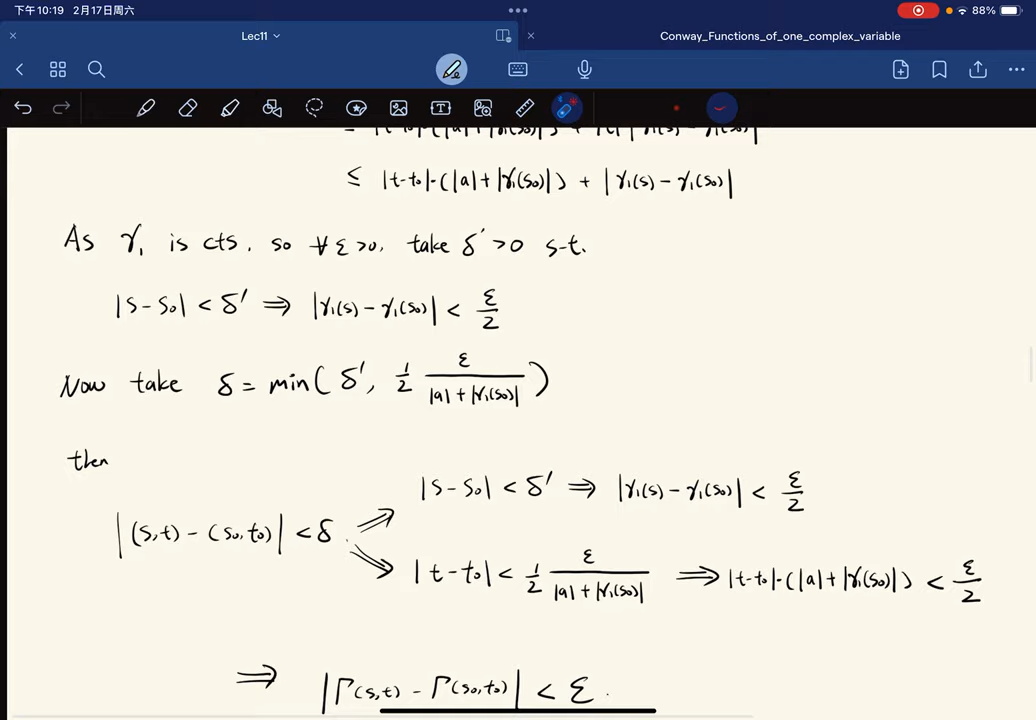 下午10:19 2月17日周六
88%
Lec11
Conway_Functions_of_one_complex_variable
≤ |t-t₀|·(|a|+|γ₁(s₀)|) + |γ₁(s)-γ₁(s₀)|
As γ₁ is cts, so ∀ε>0, take δ'>0 s-t.
|s-s₀| < δ' ⟹ |γ₁(s)-γ₁(s₀)| < ε/2
Now take δ = min( δ', 1/2 ε/(|a|+|γ₁(s₀)|) )
then
|s-s₀| < δ' ⟹ |γ₁(s)-γ₁(s₀)| < ε/2
|(s,t)-(s₀,t₀)| < δ
|t-t₀| < 1/2 ε/(|a|+|γ₁(s₀)|) ⟹ |t-t₀|·(|a|+|γ₁(s₀)|) < ε/2
⟹ |Γ(s,t) - Γ(s₀,t₀)| < ε.